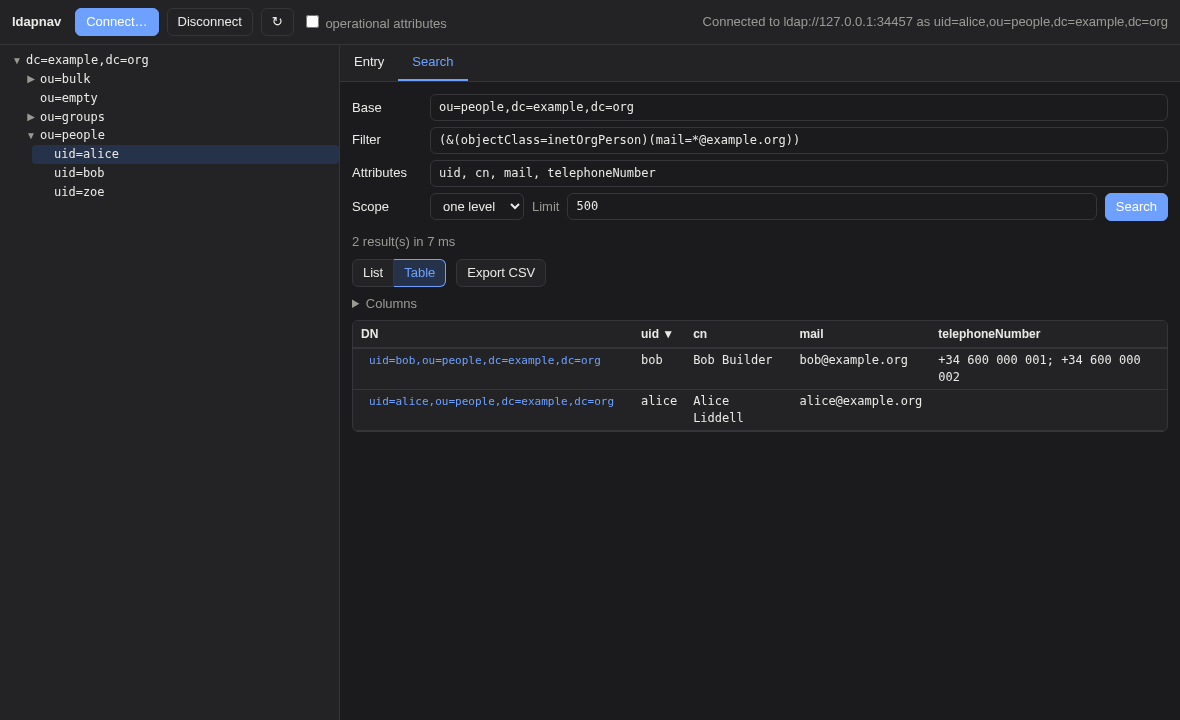 ldapnav Connect… Disconnect ↻ operational attributes Connected to ldap://127.0.0.1:34457 as uid=alice,ou=people,dc=example,dc=org
▼ dc=example,dc=org
▶ ou=bulk
ou=empty
▶ ou=groups
▼ ou=people
uid=alice
uid=bob
uid=zoe
Entry Search
Base ou=people,dc=example,dc=org
Filter (&(objectClass=inetOrgPerson)(mail=*@example.org))
Attributes uid, cn, mail, telephoneNumber
Scope one level Limit 500 Search
2 result(s) in 7 ms
List Table Export CSV
▶ Columns
DN uid ▼ cn mail telephoneNumber
uid=bob,ou=people,dc=example,dc=org bob Bob Builder bob@example.org +34 600 000 001; +34 600 000
002
uid=alice,ou=people,dc=example,dc=org alice Alice alice@example.org
Liddell